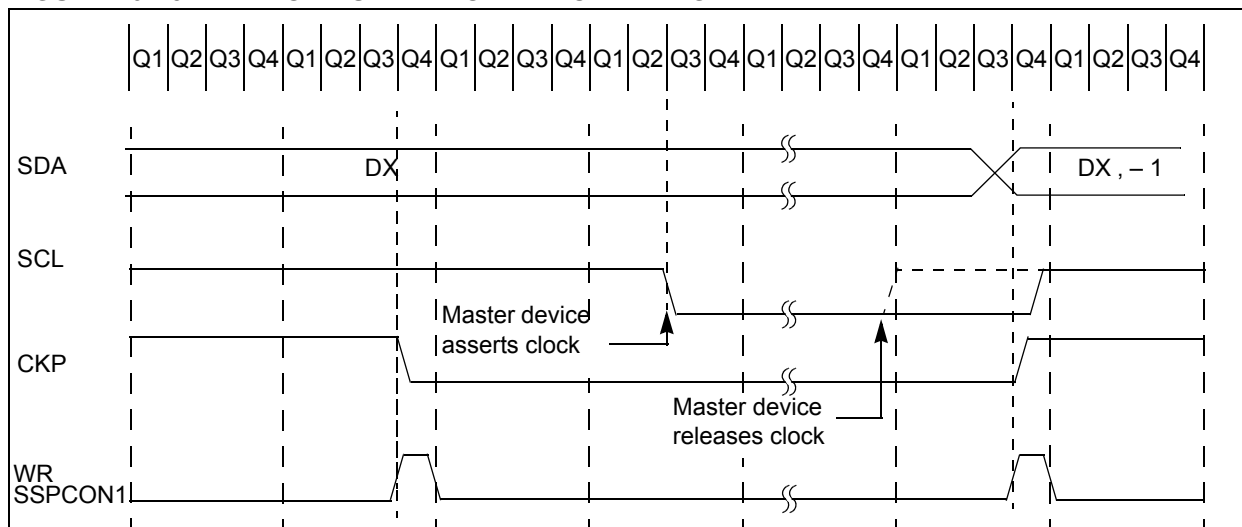 Q1 Q2 Q3 Q4 Q1 Q2 Q3 Q4 Q1 Q2 Q3 Q4 Q1 Q2 Q3 Q4 Q1 Q2 Q3 Q4 Q1 Q2 Q3 Q4 Q1 Q2 Q3 Q4
SDA
DX
DX , – 1
SCL
Master device
asserts clock
CKP
Master device
releases clock
WR
SSPCON1